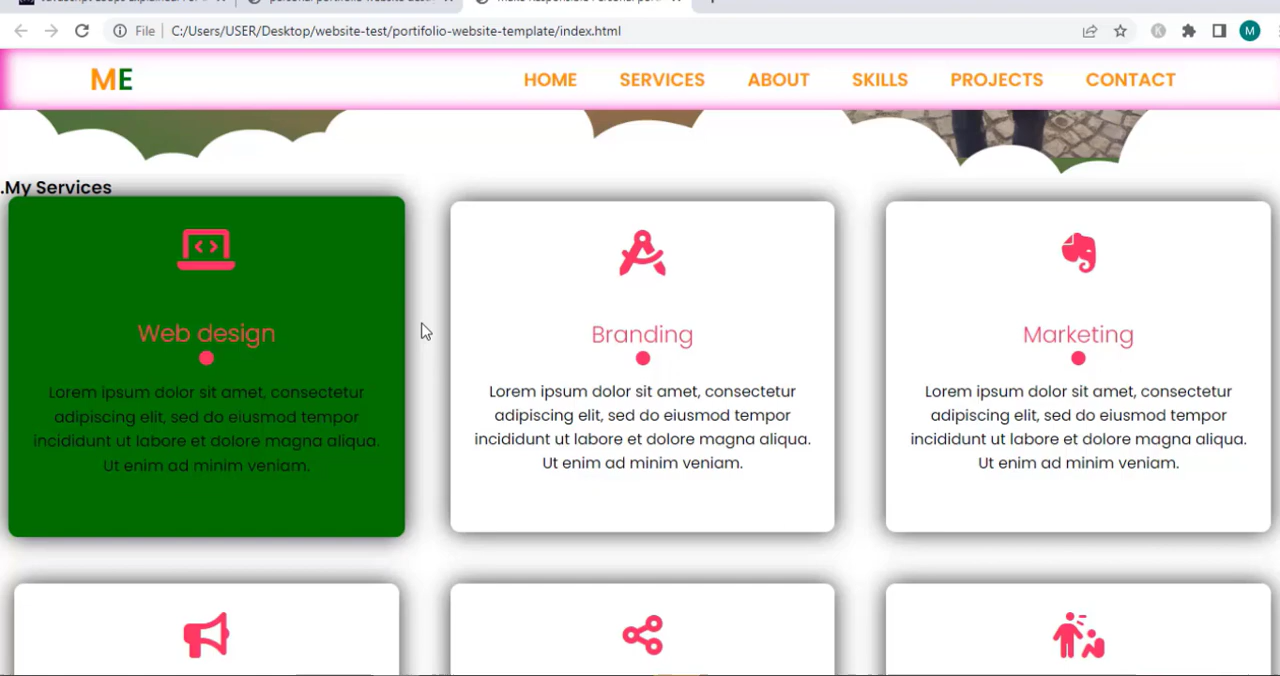 File
C:/Users/USER/Desktop/website-test/portifolio-website-template/index.html
M
ME
HOME
SERVICES
ABOUT
SKILLS
PROJECTS
CONTACT
.My Services
Web design
Lorem ipsum dolor sit amet, consectetur
adipiscing elit, sed do eiusmod tempor
incididunt ut labore et dolore magna aliqua.
Ut enim ad minim veniam.
Branding
Lorem ipsum dolor sit amet, consectetur
adipiscing elit, sed do eiusmod tempor
incididunt ut labore et dolore magna aliqua.
Ut enim ad minim veniam.
Marketing
Lorem ipsum dolor sit amet, consectetur
adipiscing elit, sed do eiusmod tempor
incididunt ut labore et dolore magna aliqua.
Ut enim ad minim veniam.